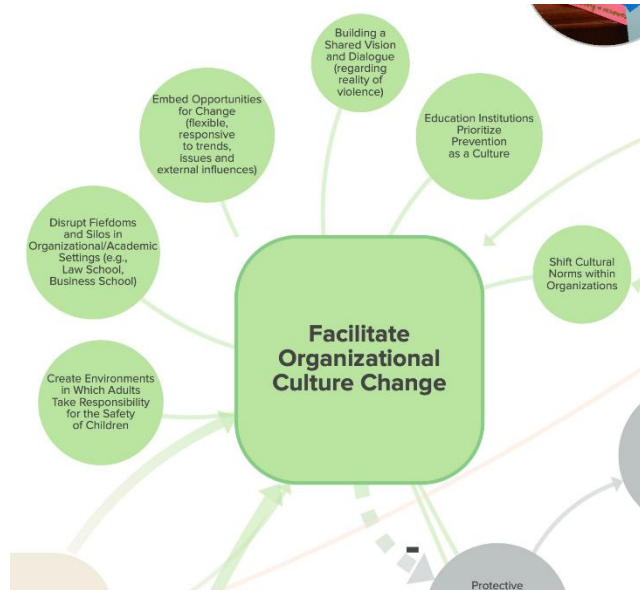 Building a
Shared Vision
and Dialogue
(regarding
reality of
violence)
Embed Opportunities
for Change
(flexible,
responsive
to trends,
issues and
external influences)
Education Institutions
Prioritize
Prevention
as a Culture
Disrupt Fiefdoms
and Silos in
Organizational/Academic
Settings (e.g.,
Law School,
Business School)
Shift Cultural
Norms within
Organizations
Facilitate
Organizational
Culture Change
Create Environments
in Which Adults
Take Responsibility
for the Safety
of Children
-
Protective